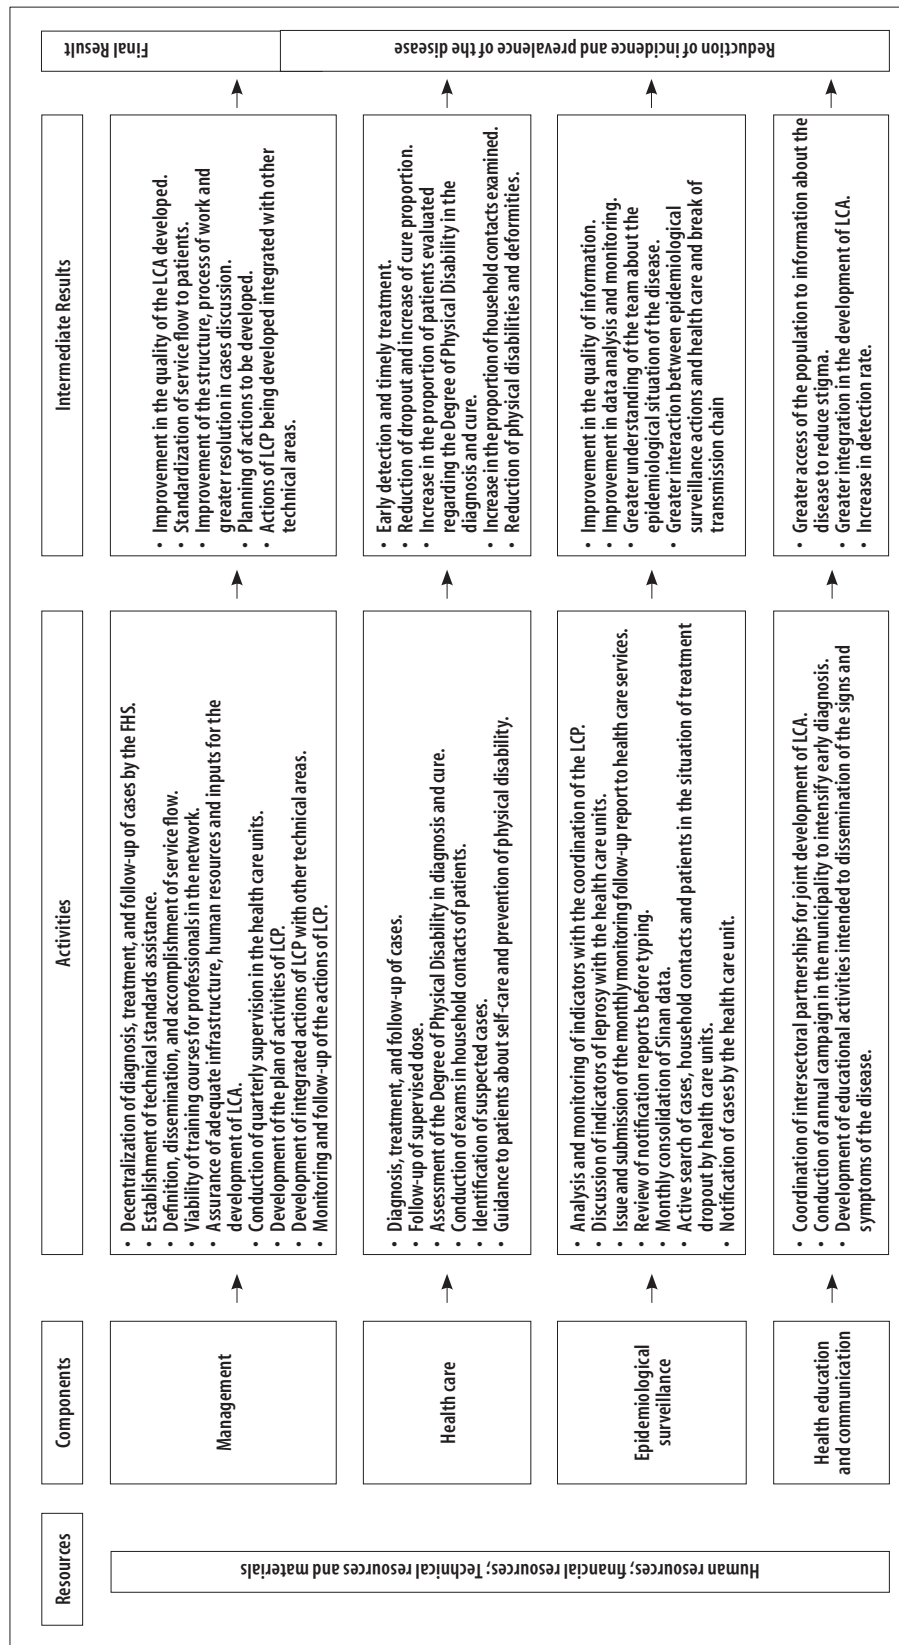 Resources
Human resources; financial resources; Technical resources and materials
Components
Management
Health care
Epidemiological
surveillance
Health education
and communication
Activities
• Decentralization of diagnosis, treatment, and follow-up of cases by the FHS.
• Establishment of technical standards assistance.
• Definition, dissemination, and accomplishment of service flow.
• Viability of training courses for professionals in the network.
• Assurance of adequate infrastructure, human resources and inputs for the
development of LCA.
• Conduction of quarterly supervision in the health care units.
• Development of the plan of activities of LCP.
• Development of integrated actions of LCP with other technical areas.
• Monitoring and follow-up of the actions of LCP.
• Diagnosis, treatment, and follow-up of cases.
• Follow-up of supervised dose.
• Assessment of the Degree of Physical Disability in diagnosis and cure.
• Conduction of exams in household contacts of patients.
• Identification of suspected cases.
• Guidance to patients about self-care and prevention of physical disability.
• Analysis and monitoring of indicators with the coordination of the LCP.
• Discussion of indicators of leprosy with the health care units.
• Issue and submission of the monthly monitoring follow-up report to health care services.
• Review of notification reports before typing.
• Monthly consolidation of Sinan data.
• Active search of cases, household contacts and patients in the situation of treatment
dropout by health care units.
• Notification of cases by the health care unit.
• Coordination of intersectoral partnerships for joint development of LCA.
• Conduction of annual campaign in the municipality to intensify early diagnosis.
• Development of educational activities intended to dissemination of the signs and
symptoms of the disease.
Intermediate Results
• Improvement in the quality of the LCA developed.
• Standardization of service flow to patients.
• Improvement of the structure, process of work and
greater resolution in cases discussion.
• Planning of actions to be developed.
• Actions of LCP being developed integrated with other
technical areas.
• Early detection and timely treatment.
• Reduction of dropout and increase of cure proportion.
• Increase in the proportion of patients evaluated
regarding the Degree of Physical Disability in the
diagnosis and cure.
• Increase in the proportion of household contacts examined.
• Reduction of physical disabilities and deformities.
• Improvement in the quality of information.
• Improvement in data analysis and monitoring.
• Greater understanding of the team about the
epidemiological situation of the disease.
• Greater interaction between epidemiological
surveillance actions and health care and break of
transmission chain
• Greater access of the population to information about the
disease to reduce stigma.
• Greater integration in the development of LCA.
• Increase in detection rate.
Final Result
Reduction of incidence and prevalence of the disease